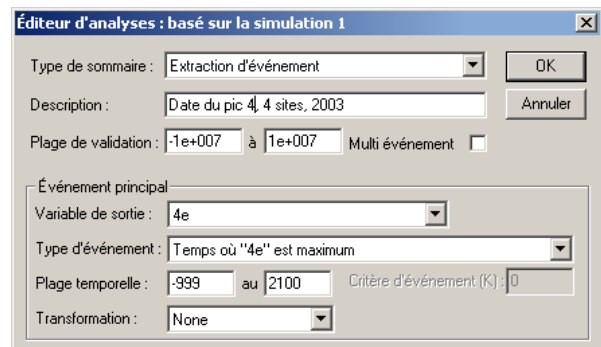 Éditeur d'analyses : basé sur la simulation 1
Type de sommaire : Extraction d'événement OK
Description : Date du pic 4, 4 sites, 2003 Annuler
Plage de validation : -1e+007 à 1e+007 Multi événement
Événement principal
Variable de sortie : 4e
Type d'événement : Temps où "4e" est maximum
Plage temporelle : -999 au 2100 Critère d'événement (K) : 0
Transformation : None